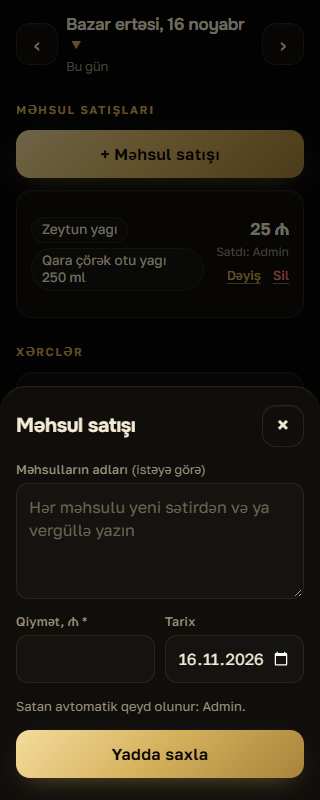 ‹
Bazar ertəsi, 16 noyabr
▼
Bu gün
›
MƏHSUL SATIŞLARI
+ Məhsul satışı
Zeytun yağı
Qara çörək otu yağı
250 ml
25 ₼
Satdı: Admin
Dəyiş Sil
XƏRCLƏR
Məhsul satışı
×
Məhsulların adları (istəyə görə)
Hər məhsulu yeni sətirdən və ya
vergüllə yazın
Qiymət, ₼ *
Tarix
16.11.2026
Satan avtomatik qeyd olunur: Admin.
Yadda saxla